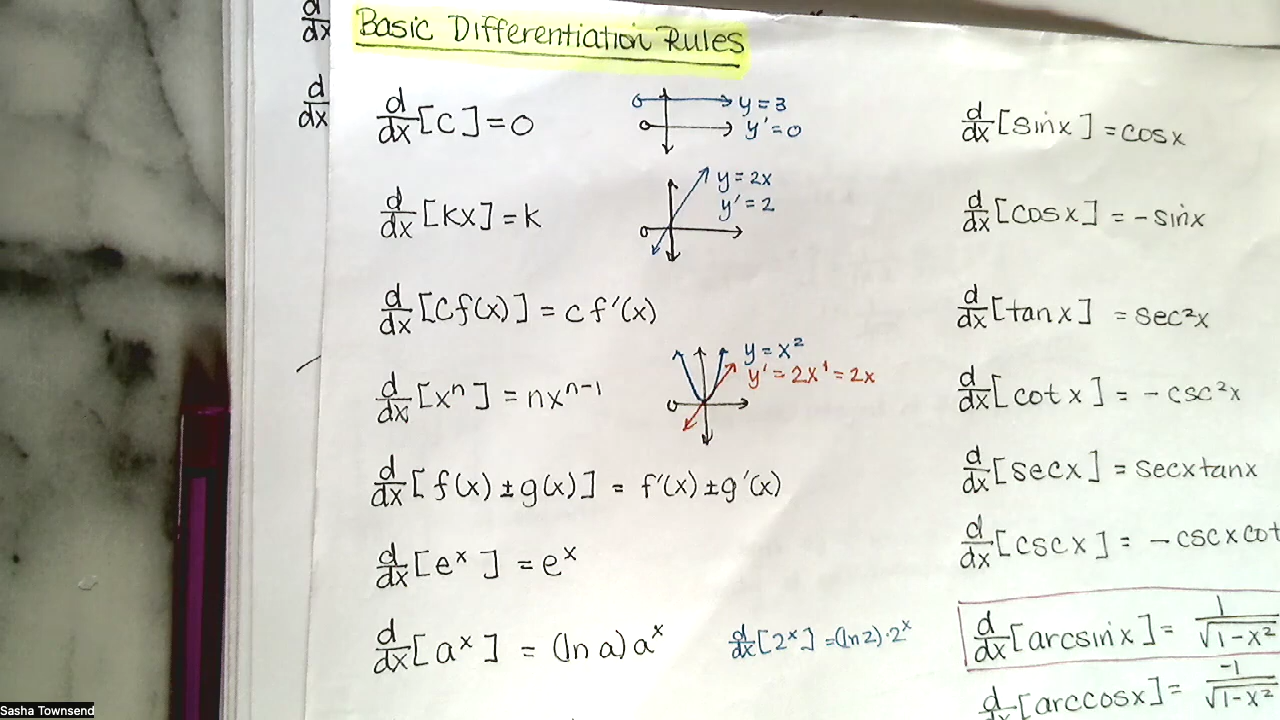 Basic Differentiation Rules
d/dx
d/dx
d/dx [c] = 0
y = 3
y' = 0
d/dx [kx] = k
y = 2x
y' = 2
d/dx [c f(x)] = c f'(x)
d/dx [xⁿ] = nxⁿ⁻¹
y = x²
y' = 2x¹ = 2x
d/dx [f(x) ± g(x)] = f'(x) ± g'(x)
d/dx [eˣ] = eˣ
d/dx [aˣ] = (ln a) aˣ
d/dx [2ˣ] = (ln 2)·2ˣ
d/dx [sin x] = cos x
d/dx [cos x] = - sin x
d/dx [tan x] = sec²x
d/dx [cot x] = - csc²x
d/dx [sec x] = sec x tan x
d/dx [csc x] = - csc x cot
d/dx [arcsin x] = 1/√(1-x²)
d/dx [arccos x] = -1/√(1-x²)
Sasha Townsend